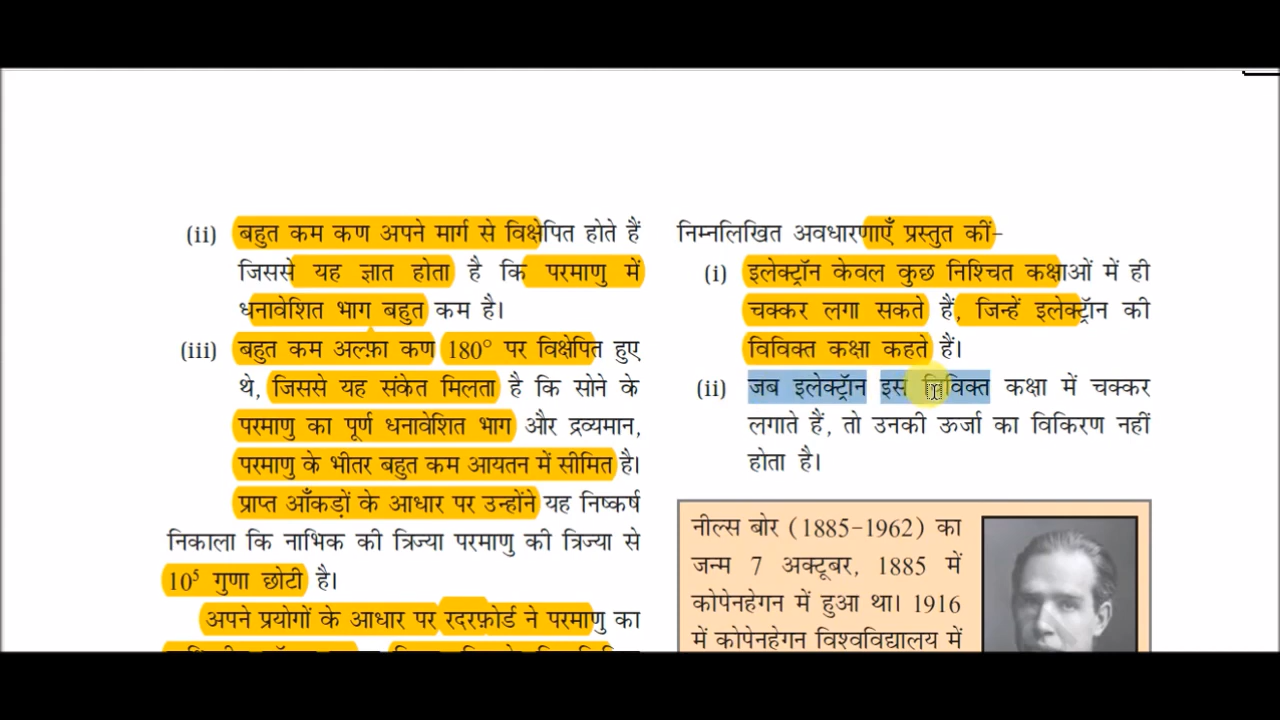 (ii) बहुत कम कण अपने मार्ग से विक्षेपित होते हैं
जिससे यह ज्ञात होता है कि परमाणु में
धनावेशित भाग बहुत कम है।
(iii) बहुत कम अल्फ़ा कण 180° पर विक्षेपित हुए
थे, जिससे यह संकेत मिलता है कि सोने के
परमाणु का पूर्ण धनावेशित भाग और द्रव्यमान,
परमाणु के भीतर बहुत कम आयतन में सीमित है।
प्राप्त आँकड़ों के आधार पर उन्होंने यह निष्कर्ष
निकाला कि नाभिक की त्रिज्या परमाणु की त्रिज्या से
10⁵ गुणा छोटी है।
अपने प्रयोगों के आधार पर रदरफ़ोर्ड ने परमाणु का
निम्नलिखित अवधारणाएँ प्रस्तुत कीं-
(i) इलेक्ट्रॉन केवल कुछ निश्चित कक्षाओं में ही
चक्कर लगा सकते हैं, जिन्हें इलेक्ट्रॉन की
विविक्त कक्षा कहते हैं।
(ii) जब इलेक्ट्रॉन इस विविक्त कक्षा में चक्कर
लगाते हैं, तो उनकी ऊर्जा का विकिरण नहीं
होता है।
नील्स बोर (1885-1962) का
जन्म 7 अक्टूबर, 1885 में
कोपेनहेगन में हुआ था। 1916
में कोपेनहेगन विश्वविद्यालय में